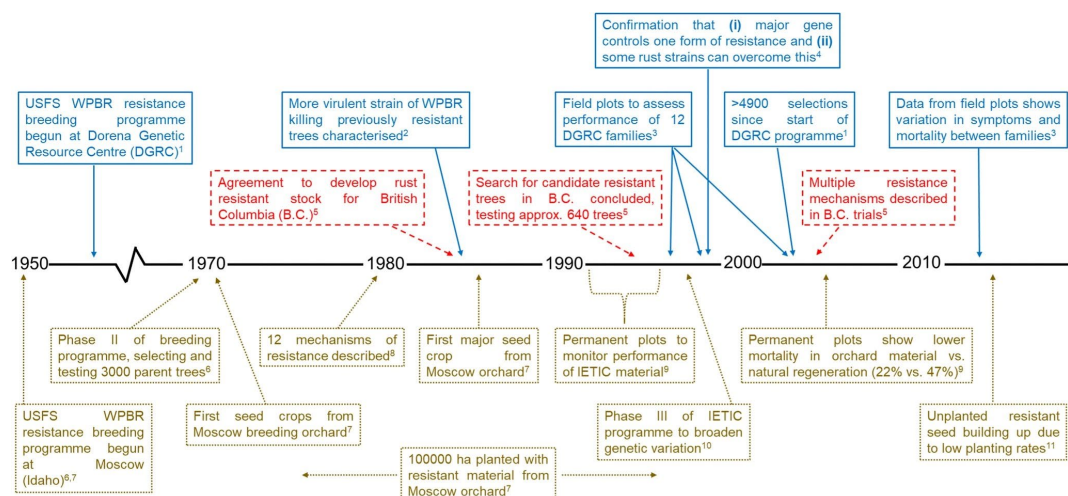 Confirmation that (i) major gene
controls one form of resistance and (ii)
some rust strains can overcome this⁴
USFS WPBR resistance
breeding programme
begun at Dorena Genetic
Resource Centre (DGRC)¹
More virulent strain of WPBR
killing previously resistant
trees characterised²
Field plots to assess
performance of 12
DGRC families³
>4900 selections
since start of
DGRC programme¹
Data from field plots shows
variation in symptoms and
mortality between families³
Agreement to develop rust
resistant stock for British
Columbia (B.C.)⁵
Search for candidate resistant
trees in B.C. concluded,
testing approx. 640 trees⁵
Multiple resistance
mechanisms described
in B.C. trials⁵
1950 1970 1980 1990 2000 2010
Phase II of breeding
programme, selecting and
testing 3000 parent trees⁶
12 mechanisms of
resistance described⁸
First major seed
crop from
Moscow orchard⁷
Permanent plots to
monitor performance
of IETIC material⁹
Permanent plots show lower
mortality in orchard material vs.
natural regeneration (22% vs. 47%)⁹
USFS WPBR
resistance breeding
programme begun
at Moscow
(Idaho)⁶,⁷
First seed crops from
Moscow breeding orchard⁷
Phase III of IETIC
programme to broaden
genetic variation¹⁰
Unplanted resistant
seed building up due
to low planting rates¹¹
100000 ha planted with
resistant material from
Moscow orchard⁷